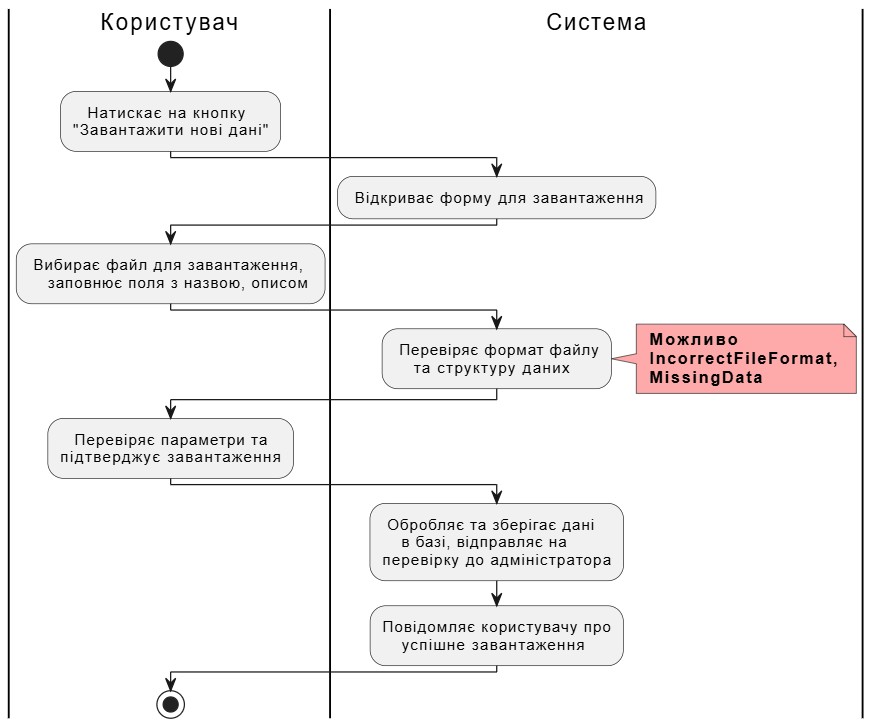 Користувач
Система
Натискає на кнопку
"Завантажити нові дані"
Відкриває форму для завантаження
Вибирає файл для завантаження,
заповнює поля з назвою, описом
Перевіряє формат файлу
та структуру даних
Можливо
IncorrectFileFormat,
MissingData
Перевіряє параметри та
підтверджує завантаження
Обробляє та зберігає дані
в базі, відправляє на
перевірку до адміністратора
Повідомляє користувачу про
успішне завантаження